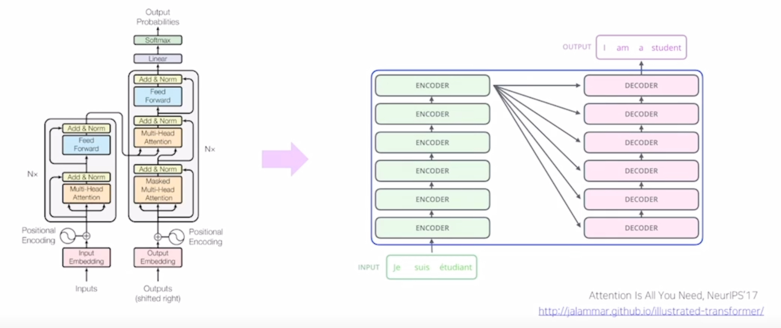 Output
Probabilities
Softmax
Linear
Add & Norm
Feed
Forward
Add & Norm
Multi-Head
Attention
Add & Norm
Masked
Multi-Head
Attention
Nx
Add & Norm
Feed
Forward
Add & Norm
Multi-Head
Attention
Nx
Positional
Encoding
Positional
Encoding
Input
Embedding
Output
Embedding
Inputs
Outputs
(shifted right)
OUTPUT I am a student
ENCODER
ENCODER
ENCODER
ENCODER
ENCODER
ENCODER
DECODER
DECODER
DECODER
DECODER
DECODER
DECODER
INPUT je suis étudiant
Attention Is All You Need, NeurIPS'17
http://jalammar.github.io/illustrated-transformer/